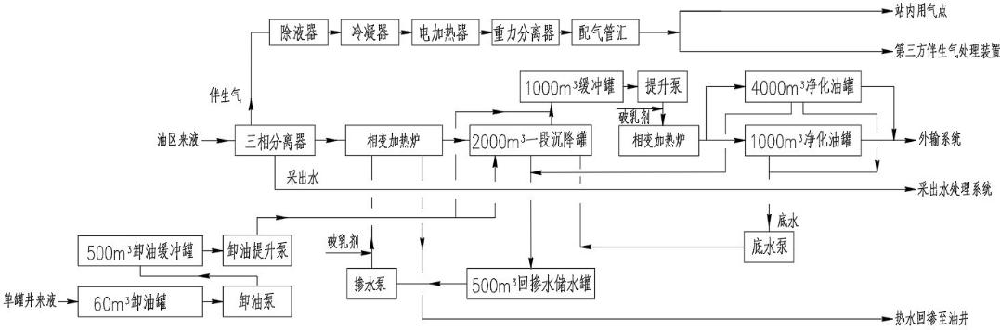 站内用气点
除液器
冷凝器
电加热器
重力分离器
配气管汇
第三方伴生气处理装置
伴生气
1000m³缓冲罐
提升泵
4000m³净化油罐
破乳剂
油区来液
三相分离器
相变加热炉
2000m³一段沉降罐
相变加热炉
1000m³净化油罐
外输系统
采出水
采出水处理系统
底水
500m³卸油缓冲罐
卸油提升泵
破乳剂
底水泵
掺水泵
500m³回掺水储水罐
单罐井来液
60m³卸油罐
卸油泵
热水回掺至油井